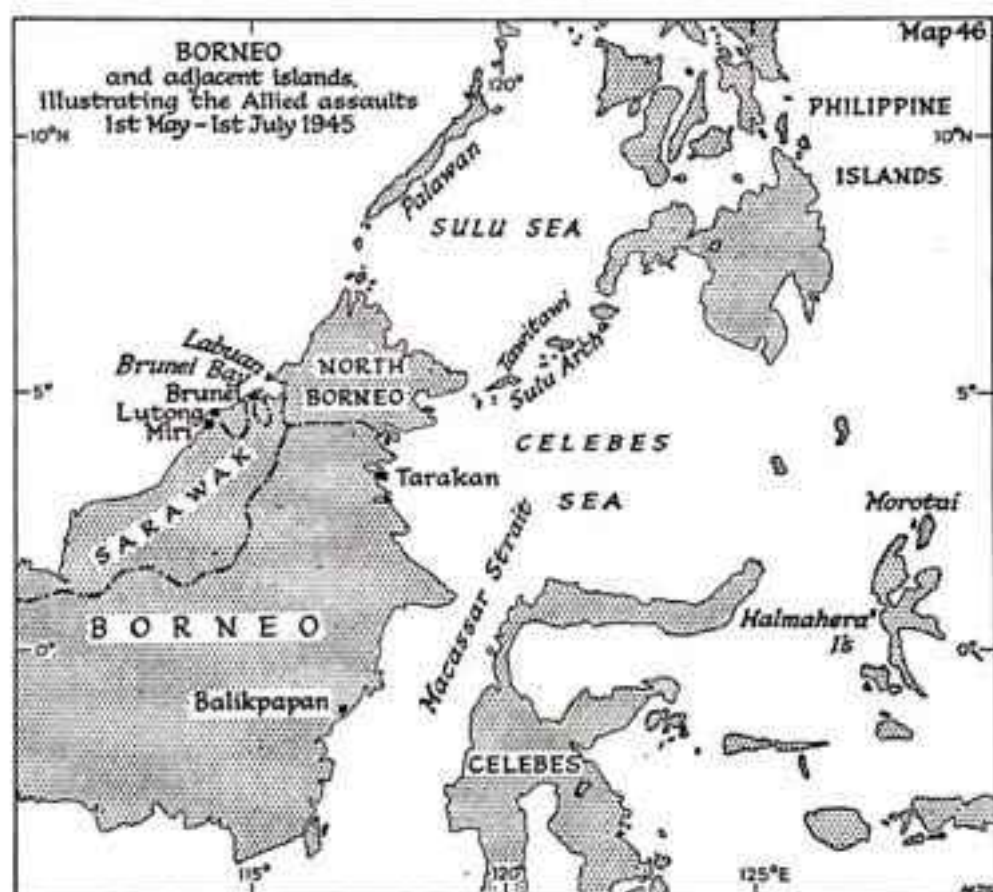 Map 46
BORNEO
and adjacent islands,
illustrating the Allied assaults
1st May – 1st July 1945
120°
10°N
10°N
PHILIPPINE
ISLANDS
Palawan
SULU SEA
Tawitawi
Sulu Archo
Labuan
Brunei Bay
Brunei
Lutong
Miri
NORTH
BORNEO
5°
5°
CELEBES
SEA
SARAWAK
Tarakan
Morotai
Macassar Strait
BORNEO
Halmahera
Is
0°
0°
Balikpapan
CELEBES
115°
120°
125°E